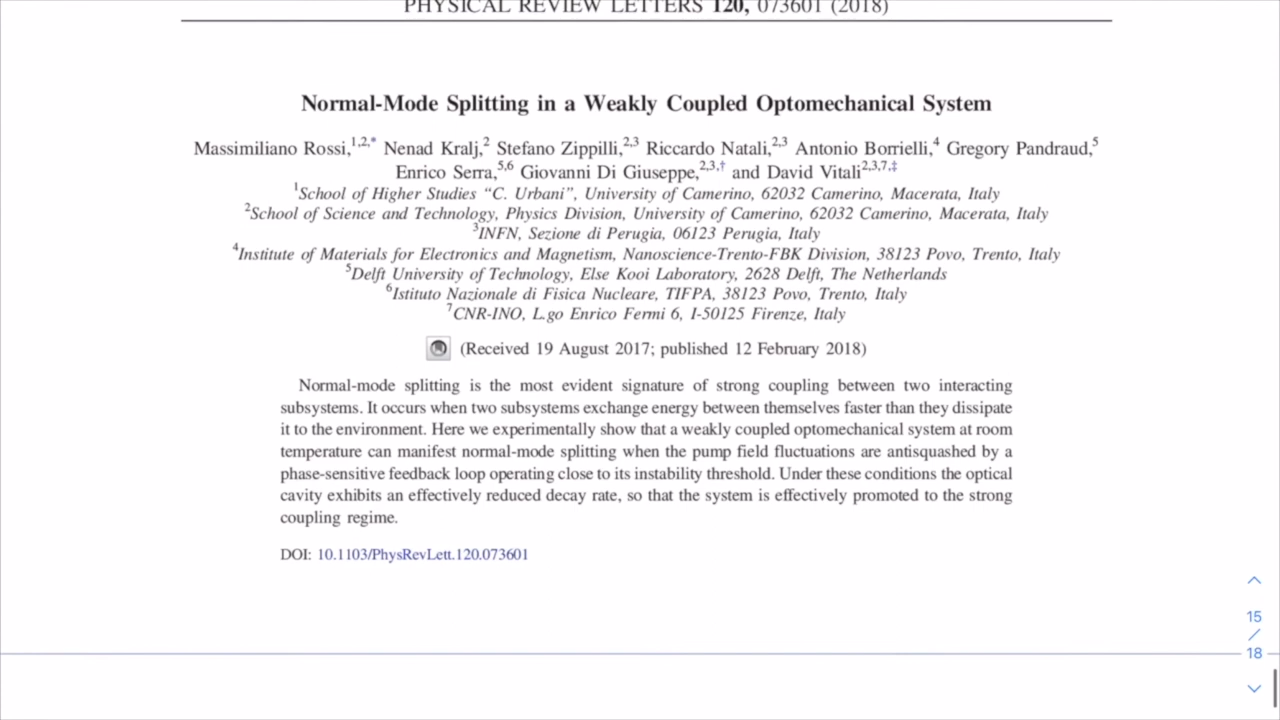 PHYSICAL REVIEW LETTERS 120, 073601 (2018)
Normal-Mode Splitting in a Weakly Coupled Optomechanical System
Massimiliano Rossi,1,2,* Nenad Kralj,2 Stefano Zippilli,2,3 Riccardo Natali,2,3 Antonio Borrielli,4 Gregory Pandraud,5
Enrico Serra,5,6 Giovanni Di Giuseppe,2,3,† and David Vitali2,3,7,‡
1School of Higher Studies “C. Urbani”, University of Camerino, 62032 Camerino, Macerata, Italy
2School of Science and Technology, Physics Division, University of Camerino, 62032 Camerino, Macerata, Italy
3INFN, Sezione di Perugia, 06123 Perugia, Italy
4Institute of Materials for Electronics and Magnetism, Nanoscience-Trento-FBK Division, 38123 Povo, Trento, Italy
5Delft University of Technology, Else Kooi Laboratory, 2628 Delft, The Netherlands
6Istituto Nazionale di Fisica Nucleare, TIFPA, 38123 Povo, Trento, Italy
7CNR-INO, L.go Enrico Fermi 6, I-50125 Firenze, Italy
(Received 19 August 2017; published 12 February 2018)
Normal-mode splitting is the most evident signature of strong coupling between two interacting
subsystems. It occurs when two subsystems exchange energy between themselves faster than they dissipate
it to the environment. Here we experimentally show that a weakly coupled optomechanical system at room
temperature can manifest normal-mode splitting when the pump field fluctuations are antisquashed by a
phase-sensitive feedback loop operating close to its instability threshold. Under these conditions the optical
cavity exhibits an effectively reduced decay rate, so that the system is effectively promoted to the strong
coupling regime.
DOI: 10.1103/PhysRevLett.120.073601
15
/
18